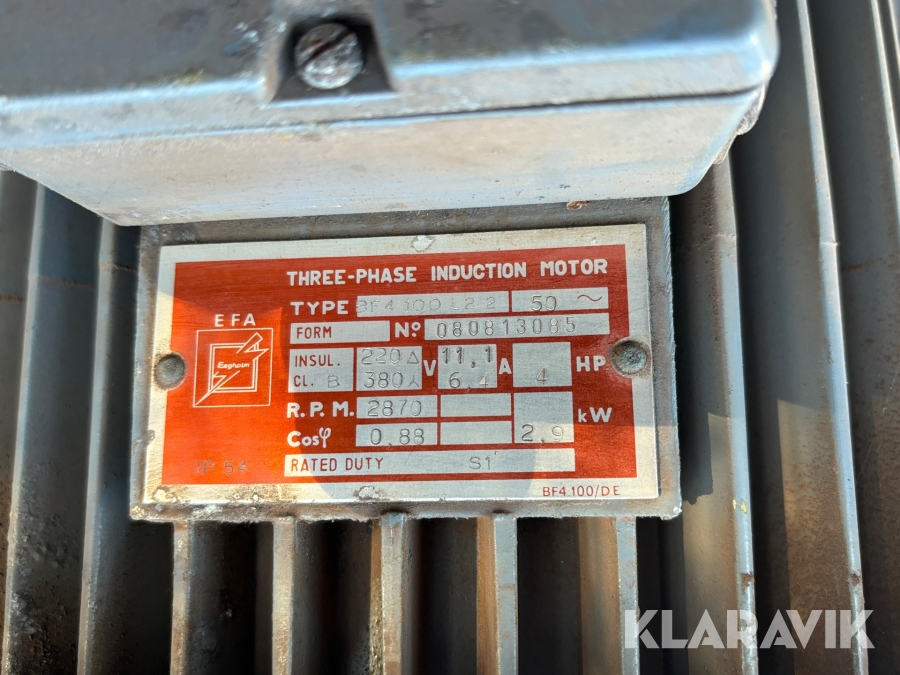 THREE-PHASE INDUCTION MOTOR
TYPE BF4 100 L2 2 50 ~
EFA
Eegholm
FORM Nº 080813085
INSUL. 220 Δ V 11,1 A HP
CL. B 380 ⅄ 6,4 4
R.P.M. 2870 kW
Cosφ 0,88 2,9
IP 54 RATED DUTY S1
BF4.100/DE
KLARAVIK